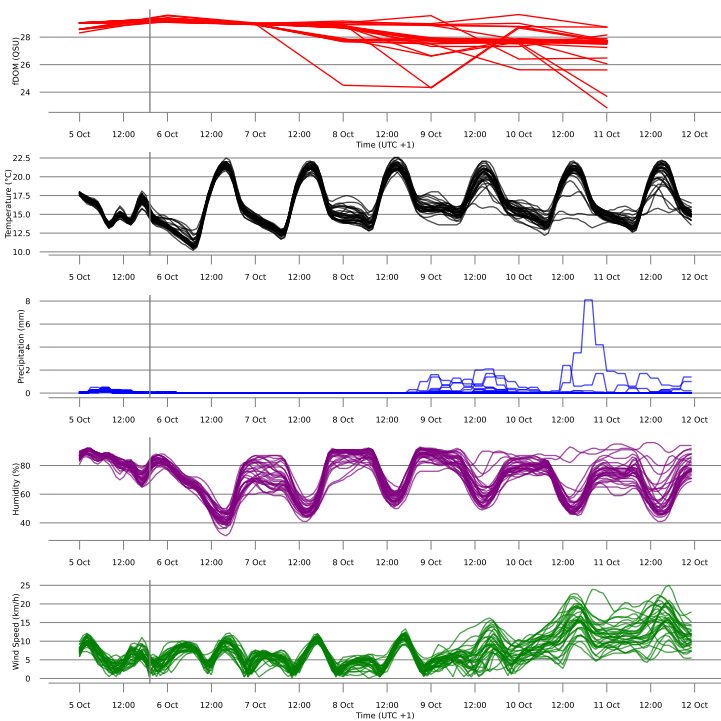 fDOM (QSU)
28
26
24
5 Oct 12:00 6 Oct 12:00 7 Oct 12:00 8 Oct 12:00 9 Oct 12:00 10 Oct 12:00 11 Oct 12:00 12 Oct
Time (UTC +1)
Temperature (°C)
22.5
20.0
17.5
15.0
12.5
10.0
5 Oct 12:00 6 Oct 12:00 7 Oct 12:00 8 Oct 12:00 9 Oct 12:00 10 Oct 12:00 11 Oct 12:00 12 Oct
Precipitation (mm)
8
6
4
2
0
5 Oct 12:00 6 Oct 12:00 7 Oct 12:00 8 Oct 12:00 9 Oct 12:00 10 Oct 12:00 11 Oct 12:00 12 Oct
Humidity (%)
80
60
40
5 Oct 12:00 6 Oct 12:00 7 Oct 12:00 8 Oct 12:00 9 Oct 12:00 10 Oct 12:00 11 Oct 12:00 12 Oct
Wind Speed (km/h)
25
20
15
10
5
0
5 Oct 12:00 6 Oct 12:00 7 Oct 12:00 8 Oct 12:00 9 Oct 12:00 10 Oct 12:00 11 Oct 12:00 12 Oct
Time (UTC +1)